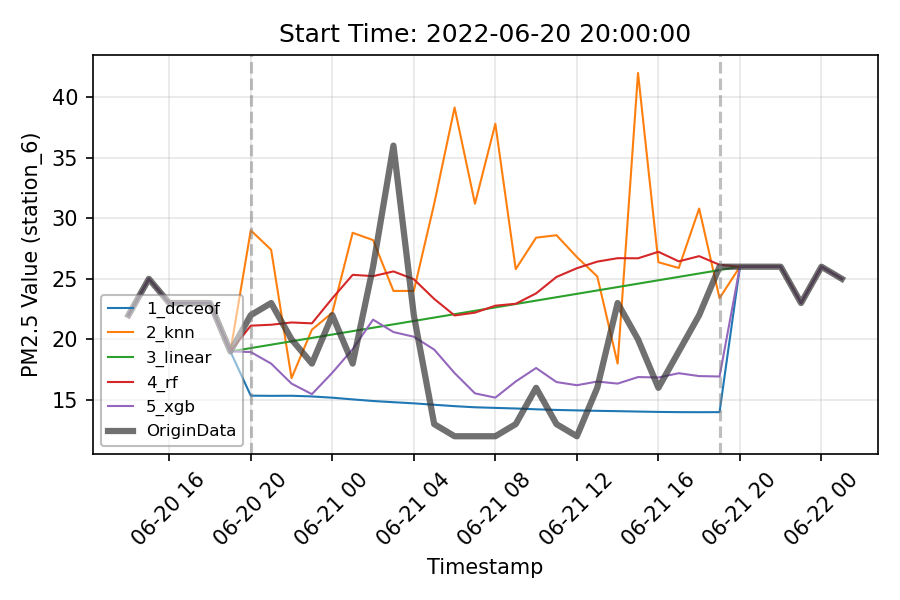 Start Time: 2022-06-20 20:00:00
PM2.5 Value (station_6)
40
35
30
25
20
15
1_dcceof
2_knn
3_linear
4_rf
5_xgb
OriginData
06-20 16
06-20 20
06-21 00
06-21 04
06-21 08
06-21 12
06-21 16
06-21 20
06-22 00
Timestamp